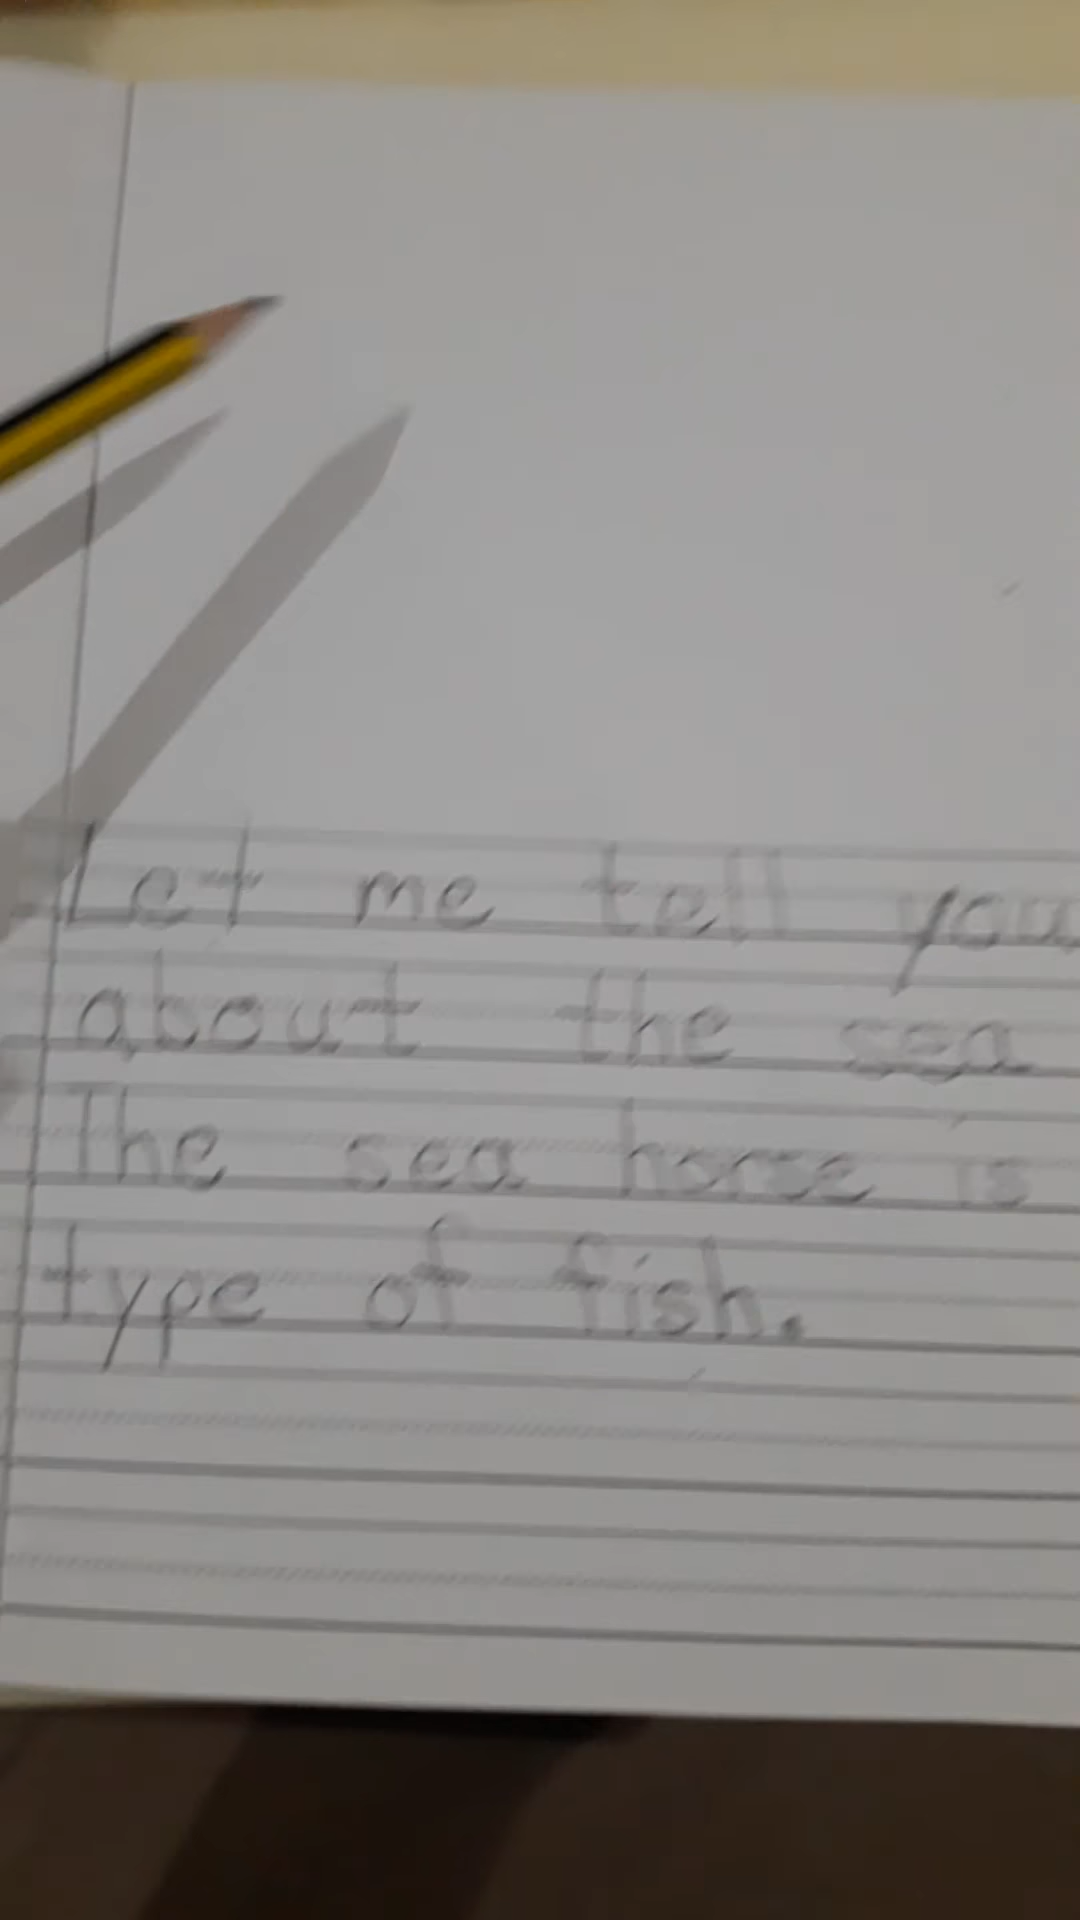 Let me tell you
about the sea
The sea horse is
type of fish.